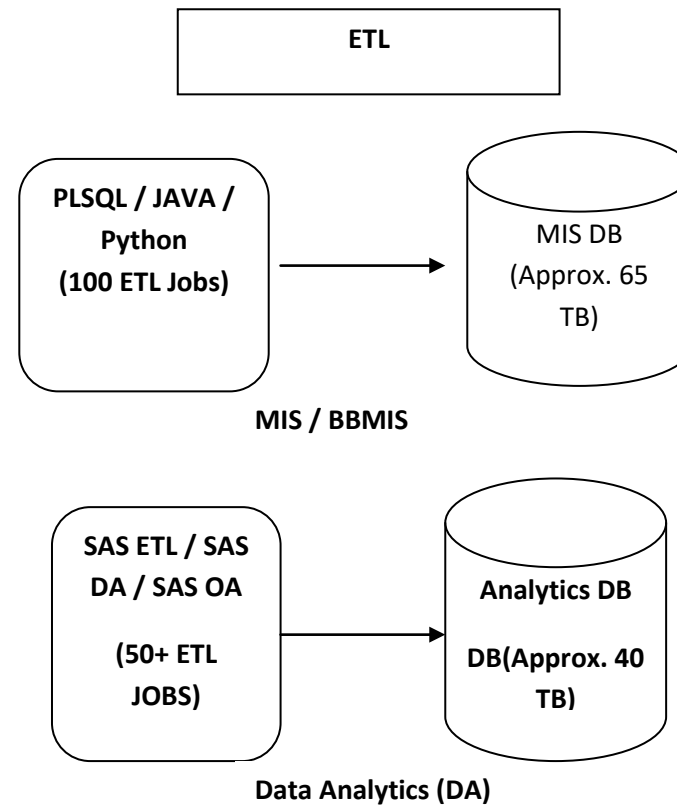 ETL
PLSQL / JAVA /
Python
(100 ETL Jobs)
MIS DB
(Approx. 65
TB)
MIS / BBMIS
SAS ETL / SAS
DA / SAS OA
(50+ ETL
JOBS)
Analytics DB
DB(Approx. 40
TB)
Data Analytics (DA)